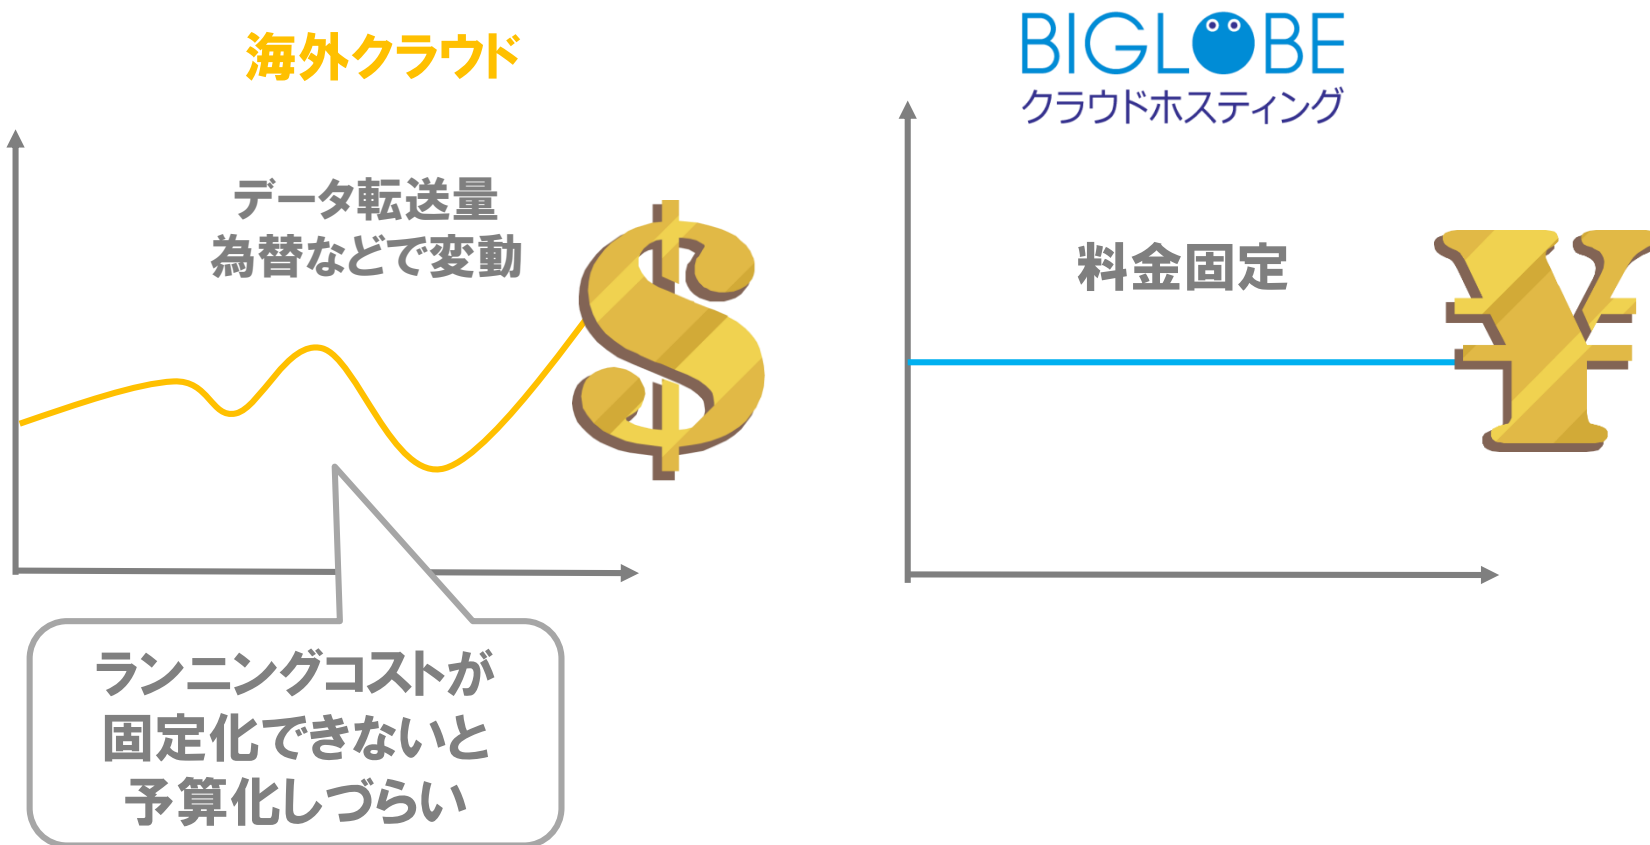 海外クラウド
データ転送量
為替などで変動
$
ランニングコストが
固定化できないと
予算化しづらい
BIGLOBE
クラウドホスティング
料金固定
¥